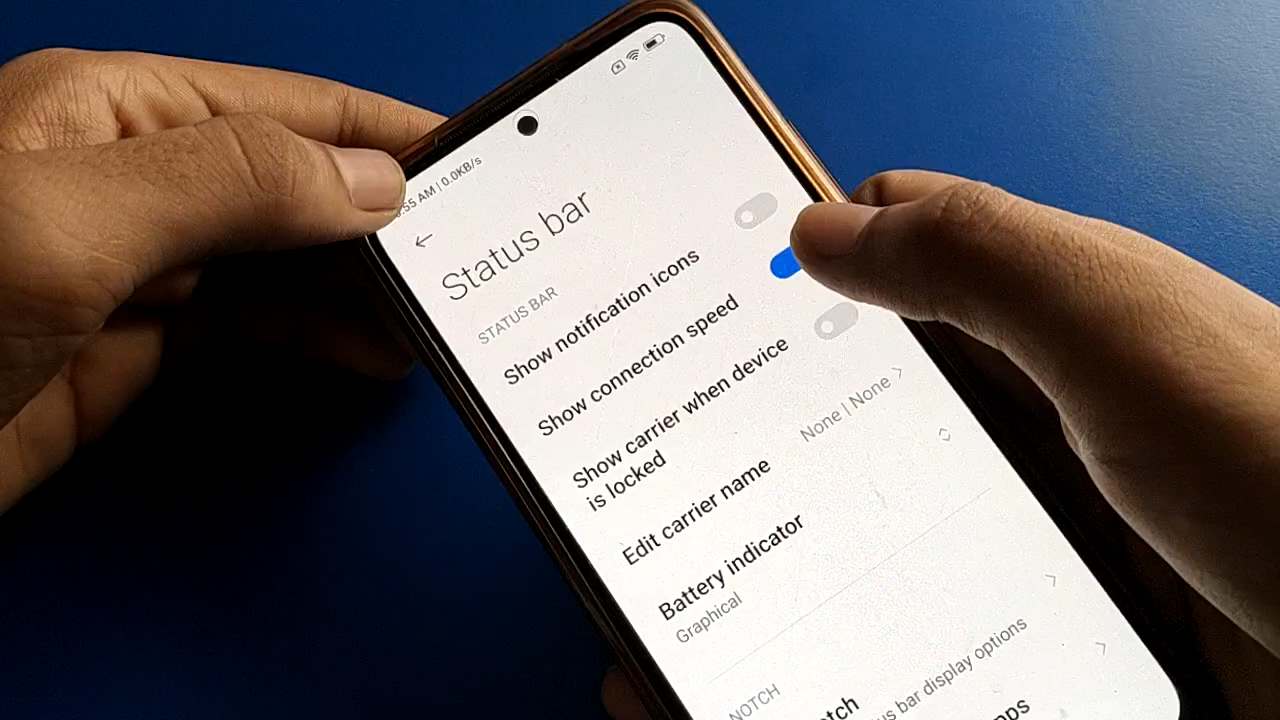 :55 AM | 0.0KB/s
Status bar
STATUS BAR
Show notification icons
Show connection speed
Show carrier when device
is locked
Edit carrier name
None | None
Battery indicator
Graphical
NOTCH
bar display options